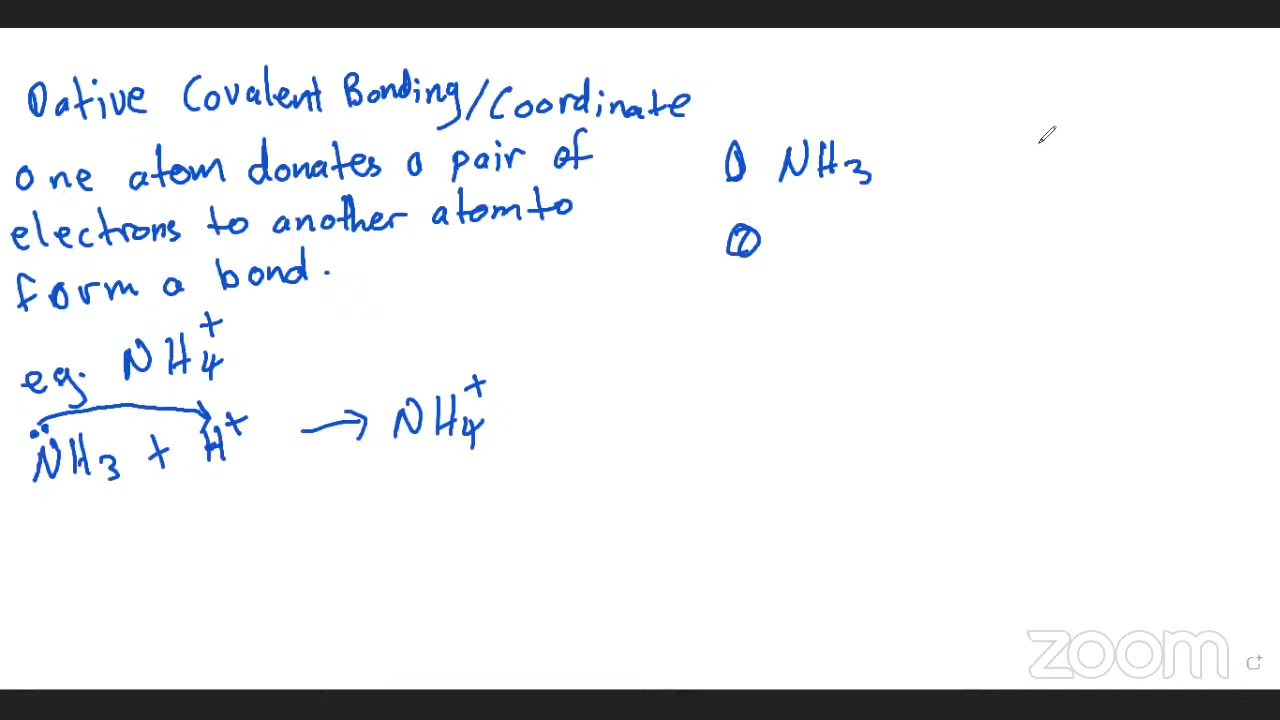 Dative Covalent Bonding/Coordinate
one atom donates a pair of
electrons to another atom to
form a bond.
eg. NH₄⁺
N̈H₃ + H⁺ → NH₄⁺
① NH₃
②
zoom